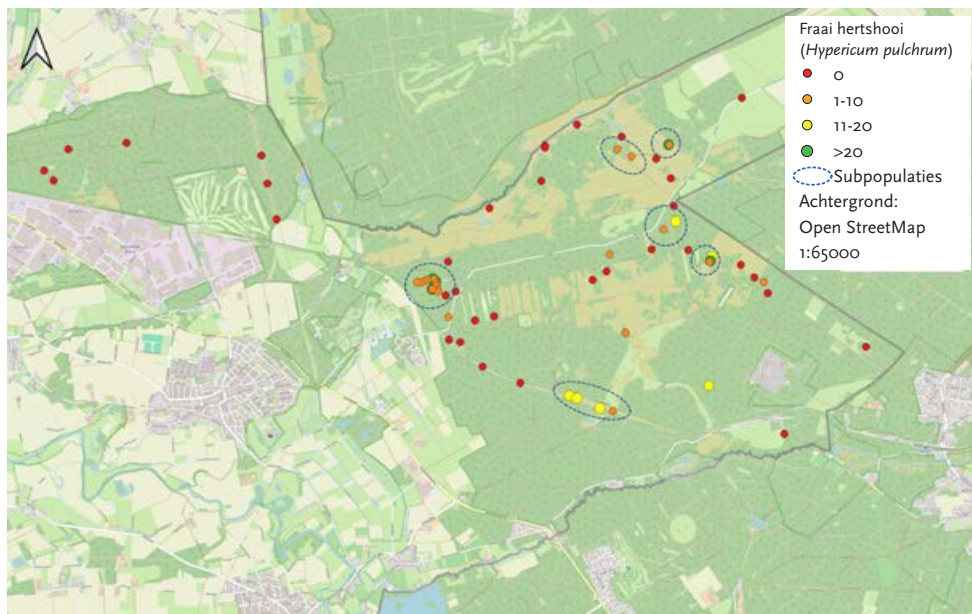 Fraai hertshooi
(Hypericum pulchrum)
0
1-10
11-20
>20
Subpopulaties
Achtergrond:
Open StreetMap
1:65000